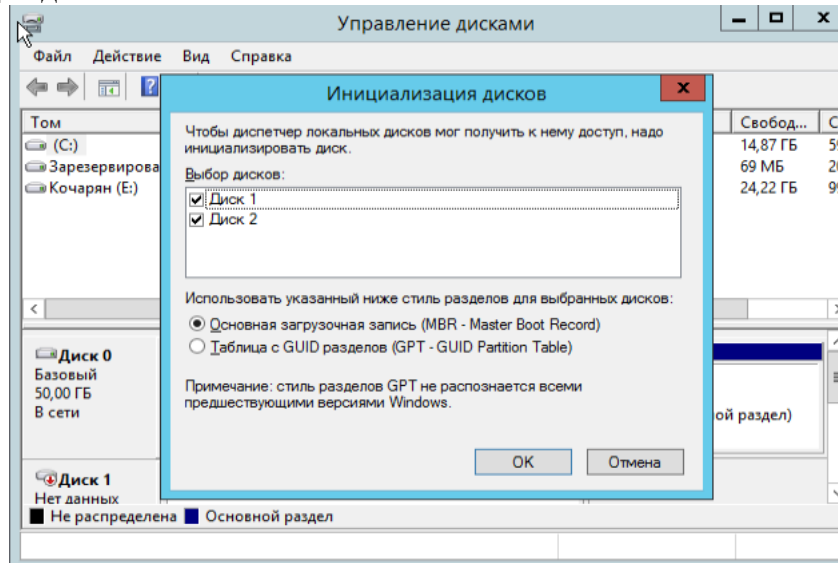 Управление дисками
Файл Действие Вид Справка
Том
Свобод...
(C:)
14,87 ГБ
Зарезервирова
69 МБ
Кочарян (E:)
24,22 ГБ
Инициализация дисков
Чтобы диспетчер локальных дисков мог получить к нему доступ, надо
инициализировать диск.
Выбор дисков:
Диск 1
Диск 2
Использовать указанный ниже стиль разделов для выбранных дисков:
Основная загрузочная запись (MBR - Master Boot Record)
Таблица с GUID разделов (GPT - GUID Partition Table)
Примечание: стиль разделов GPT не распознается всеми
предшествующими версиями Windows.
OK
Отмена
Диск 0
Базовый
50,00 ГБ
В сети
ой раздел)
Диск 1
Нет данных
Не распределена Основной раздел